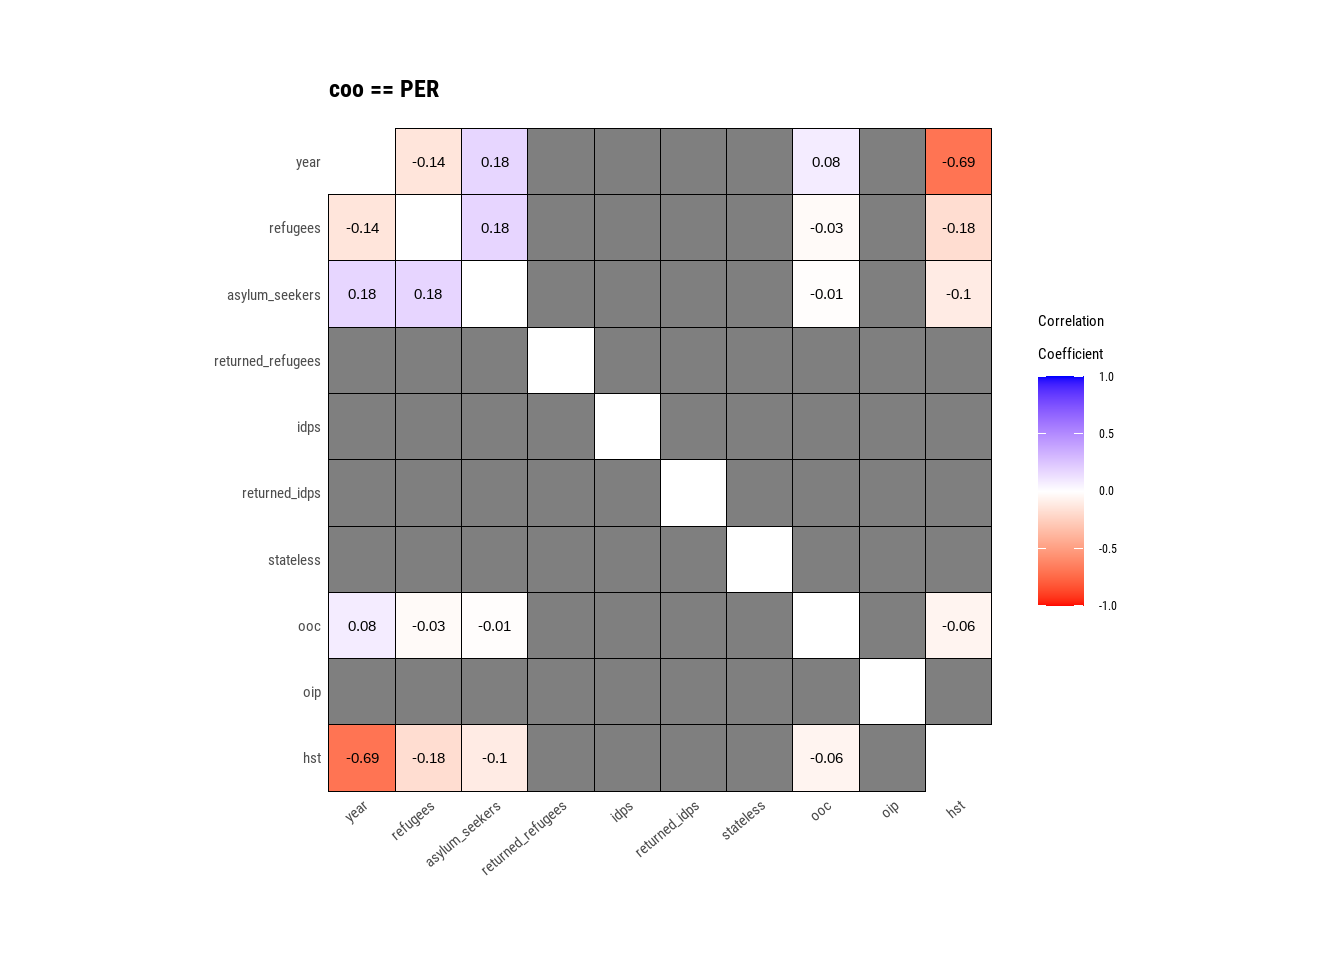 coo == PER
year -0.14 0.18 0.08 -0.69
refugees -0.14 0.18 -0.03 -0.18
asylum_seekers 0.18 0.18 -0.01 -0.1
returned_refugees
idps
returned_idps
stateless
ooc 0.08 -0.03 -0.01 -0.06
oip
hst -0.69 -0.18 -0.1 -0.06
year refugees asylum_seekers returned_refugees idps returned_idps stateless ooc oip hst
Correlation
Coefficient
1.0
0.5
0.0
-0.5
-1.0